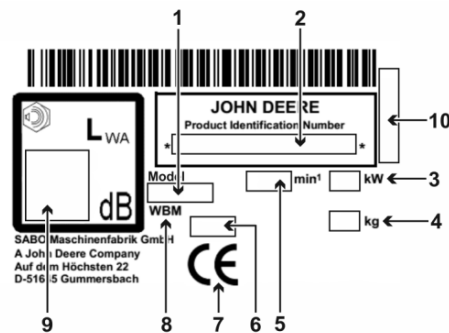 1
2
JOHN DEERE
Product Identification Number
* *
10
L WA
dB
Model
min¹
kW
3
WBM
kg
4
SABO Maschinenfabrik GmbH
A John Deere Company
Auf dem Höchsten 22
D-51645 Gummersbach
CE
9
8
7
6
5